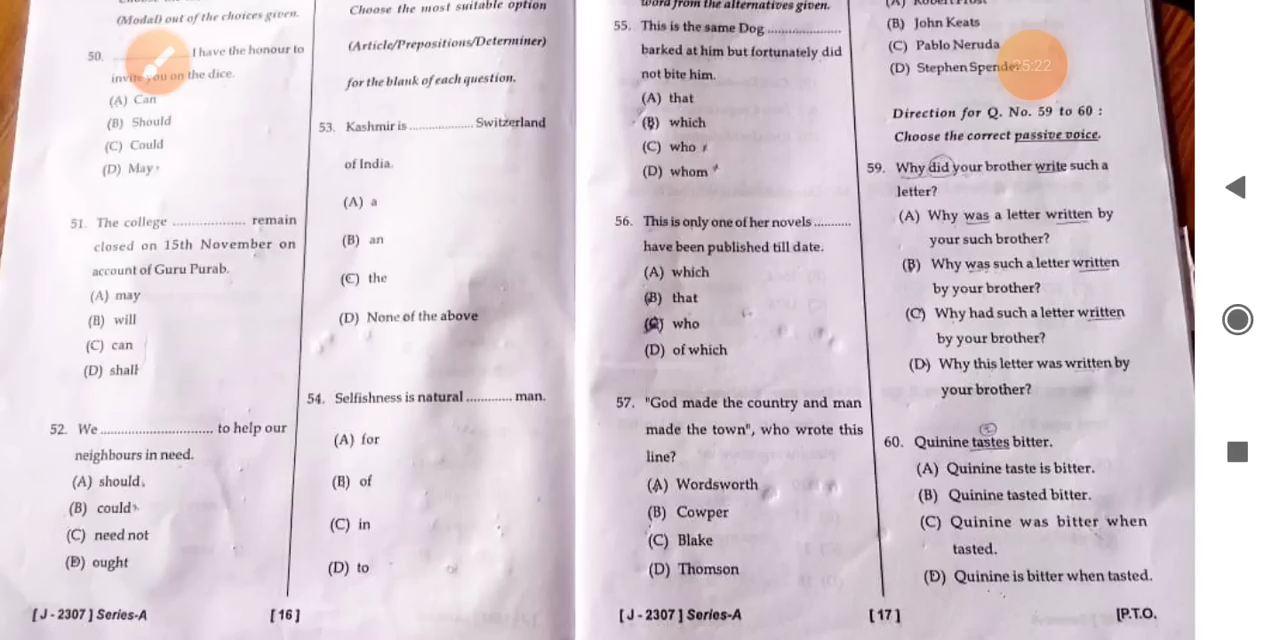 (Modal) out of the choices given.
50. .................. I have the honour to
invite you on the dice.
(A) Can
(B) Should
(C) Could
(D) May
51. The college .................. remain
closed on 15th November on
account of Guru Purab.
(A) may
(B) will
(C) can
(D) shall
52. We .............................. to help our
neighbours in need.
(A) should
(B) could
(C) need not
(D) ought
[ J - 2307 ] Series-A
Choose the most suitable option
(Article/Prepositions/Determiner)
for the blank of each question.
53. Kashmir is .................. Switzerland
of India.
(A) a
(B) an
(C) the
(D) None of the above
54. Selfishness is natural ............ man.
(A) for
(B) of
(C) in
(D) to
[ 16 ]
word from the alternatives given.
55. This is the same Dog ....................
barked at him but fortunately did
not bite him.
(A) that
(B) which
(C) who
(D) whom
56. This is only one of her novels ..........
have been published till date.
(A) which
(B) that
(C) who
(D) of which
57. "God made the country and man
made the town", who wrote this
line?
(A) Wordsworth
(B) Cowper
(C) Blake
(D) Thomson
[ J - 2307 ] Series-A
(B) John Keats
(C) Pablo Neruda
(D) Stephen Spender
25:22
Direction for Q. No. 59 to 60 :
Choose the correct passive voice.
59. Why did your brother write such a
letter?
(A) Why was a letter written by
your such brother?
(B) Why was such a letter written
by your brother?
(C) Why had such a letter written
by your brother?
(D) Why this letter was written by
your brother?
60. Quinine tastes bitter.
(A) Quinine taste is bitter.
(B) Quinine tasted bitter.
(C) Quinine was bitter when
tasted.
(D) Quinine is bitter when tasted.
[ 17 ]
[P.T.O.